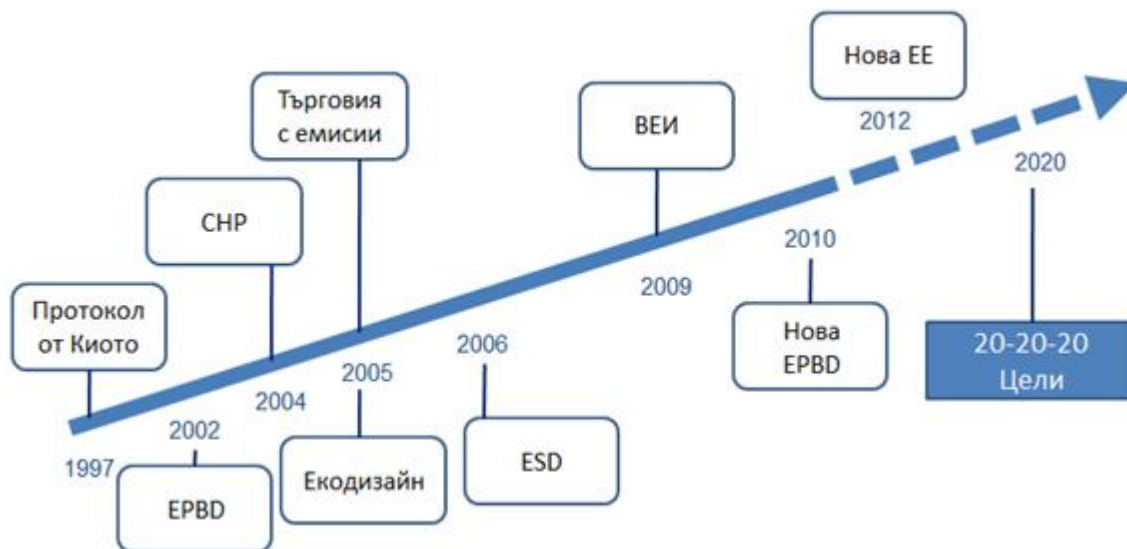 Нова ЕЕ
2012
Търговия
с емисии
ВЕИ
2020
CHP
2010
2009
Протокол
от Киото
2006
Нова
EPBD
20-20-20
Цели
2005
2004
2002
1997
EPBD
Екодизайн
ESD